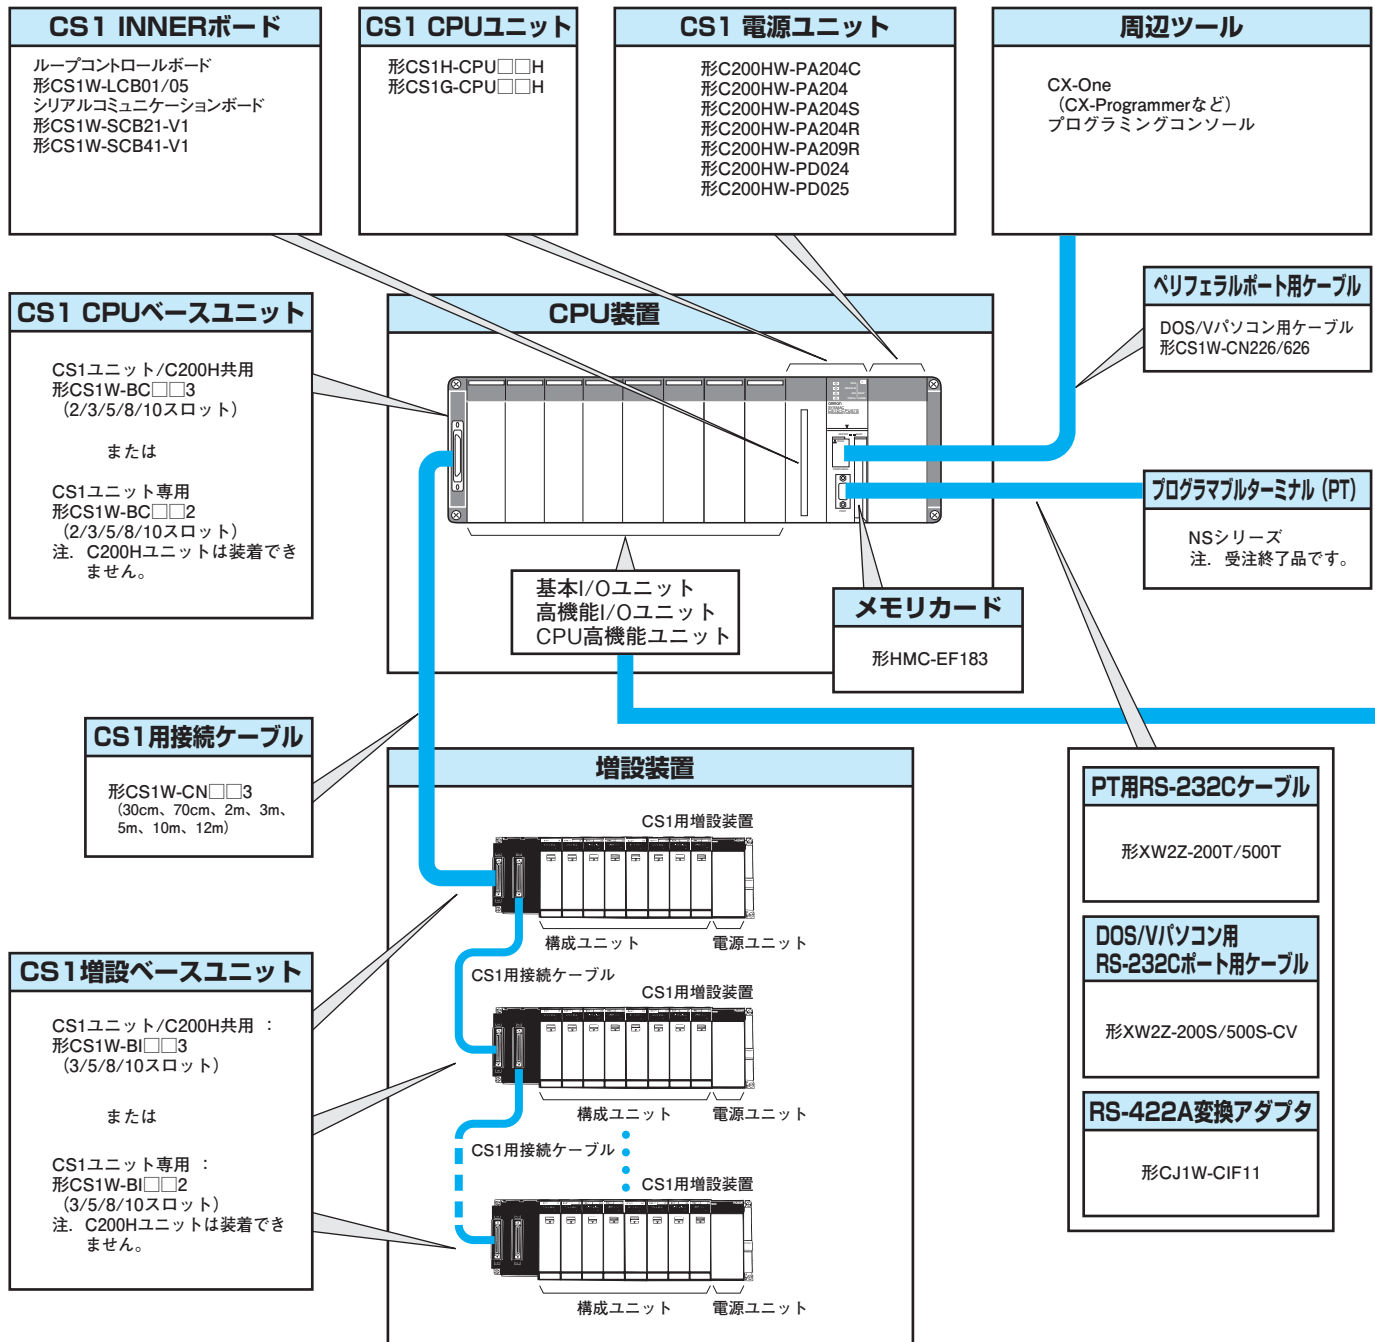 CS1 INNERボード
ループコントロールボード
形CS1W-LCB01/05
シリアルコミュニケーションボード
形CS1W-SCB21-V1
形CS1W-SCB41-V1
CS1 CPUユニット
形CS1H-CPU□□H
形CS1G-CPU□□H
CS1 電源ユニット
形C200HW-PA204C
形C200HW-PA204
形C200HW-PA204S
形C200HW-PA204R
形C200HW-PA209R
形C200HW-PD024
形C200HW-PD025
周辺ツール
CX-One
（CX-Programmerなど）
プログラミングコンソール
CS1 CPUベースユニット
CS1ユニット/C200H共用
形CS1W-BC□□3
（2/3/5/8/10スロット）
または
CS1ユニット専用
形CS1W-BC□□2
（2/3/5/8/10スロット）
注. C200Hユニットは装着でき
ません。
CPU装置
基本I/Oユニット
高機能I/Oユニット
CPU高機能ユニット
メモリカード
形HMC-EF183
ペリフェラルポート用ケーブル
DOS/Vパソコン用ケーブル
形CS1W-CN226/626
プログラマブルターミナル（PT）
NSシリーズ
注. 受注終了品です。
CS1用接続ケーブル
形CS1W-CN□□3
（30cm、70cm、2m、3m、
5m、10m、12m）
増設装置
CS1用増設装置
構成ユニット
電源ユニット
CS1用接続ケーブル
CS1用増設装置
構成ユニット
電源ユニット
CS1用接続ケーブル
CS1用増設装置
構成ユニット
電源ユニット
CS1増設ベースユニット
CS1ユニット/C200H共用 ：
形CS1W-BI□□3
（3/5/8/10スロット）
または
CS1ユニット専用 ：
形CS1W-BI□□2
（3/5/8/10スロット）
注. C200Hユニットは装着でき
ません。
PT用RS-232Cケーブル
形XW2Z-200T/500T
DOS/Vパソコン用
RS-232Cポート用ケーブル
形XW2Z-200S/500S-CV
RS-422A変換アダプタ
形CJ1W-CIF11